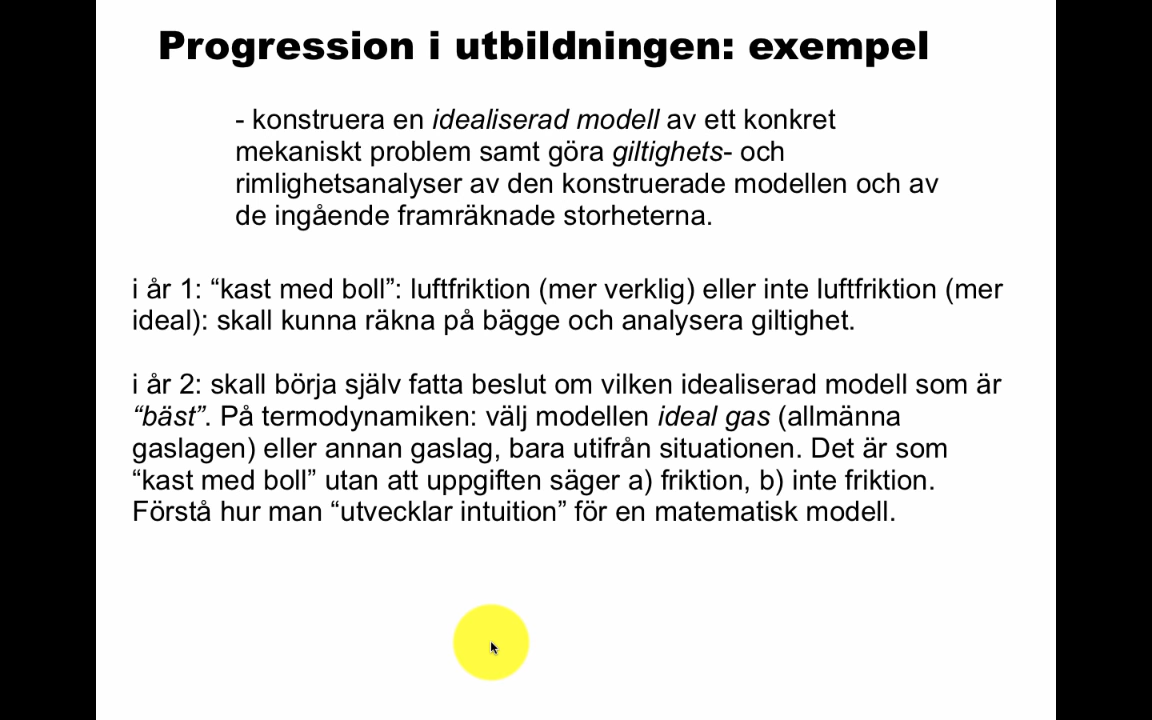 Progression i utbildningen: exempel
- konstruera en idealiserad modell av ett konkret
mekaniskt problem samt göra giltighets- och
rimlighetsanalyser av den konstruerade modellen och av
de ingående framräknade storheterna.
i år 1: “kast med boll”: luftfriktion (mer verklig) eller inte luftfriktion (mer
ideal): skall kunna räkna på bägge och analysera giltighet.
i år 2: skall börja själv fatta beslut om vilken idealiserad modell som är
“bäst”. På termodynamiken: välj modellen ideal gas (allmänna
gaslagen) eller annan gaslag, bara utifrån situationen. Det är som
“kast med boll” utan att uppgiften säger a) friktion, b) inte friktion.
Förstå hur man “utvecklar intuition” för en matematisk modell.